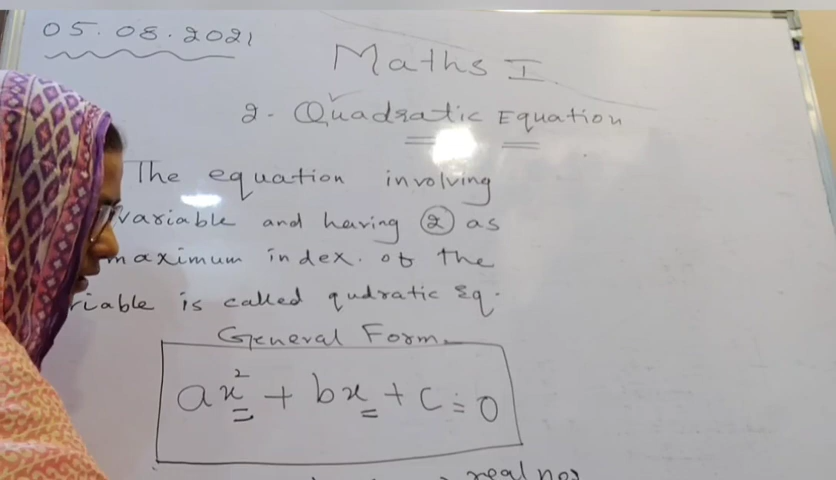 05.08.2021
Maths I
2. Quadratic Equation
The equation involving
variable and having ② as
maximum index. of the
riable is called qudratic Eq.
General Form
ax² + bx + c = 0
real nos